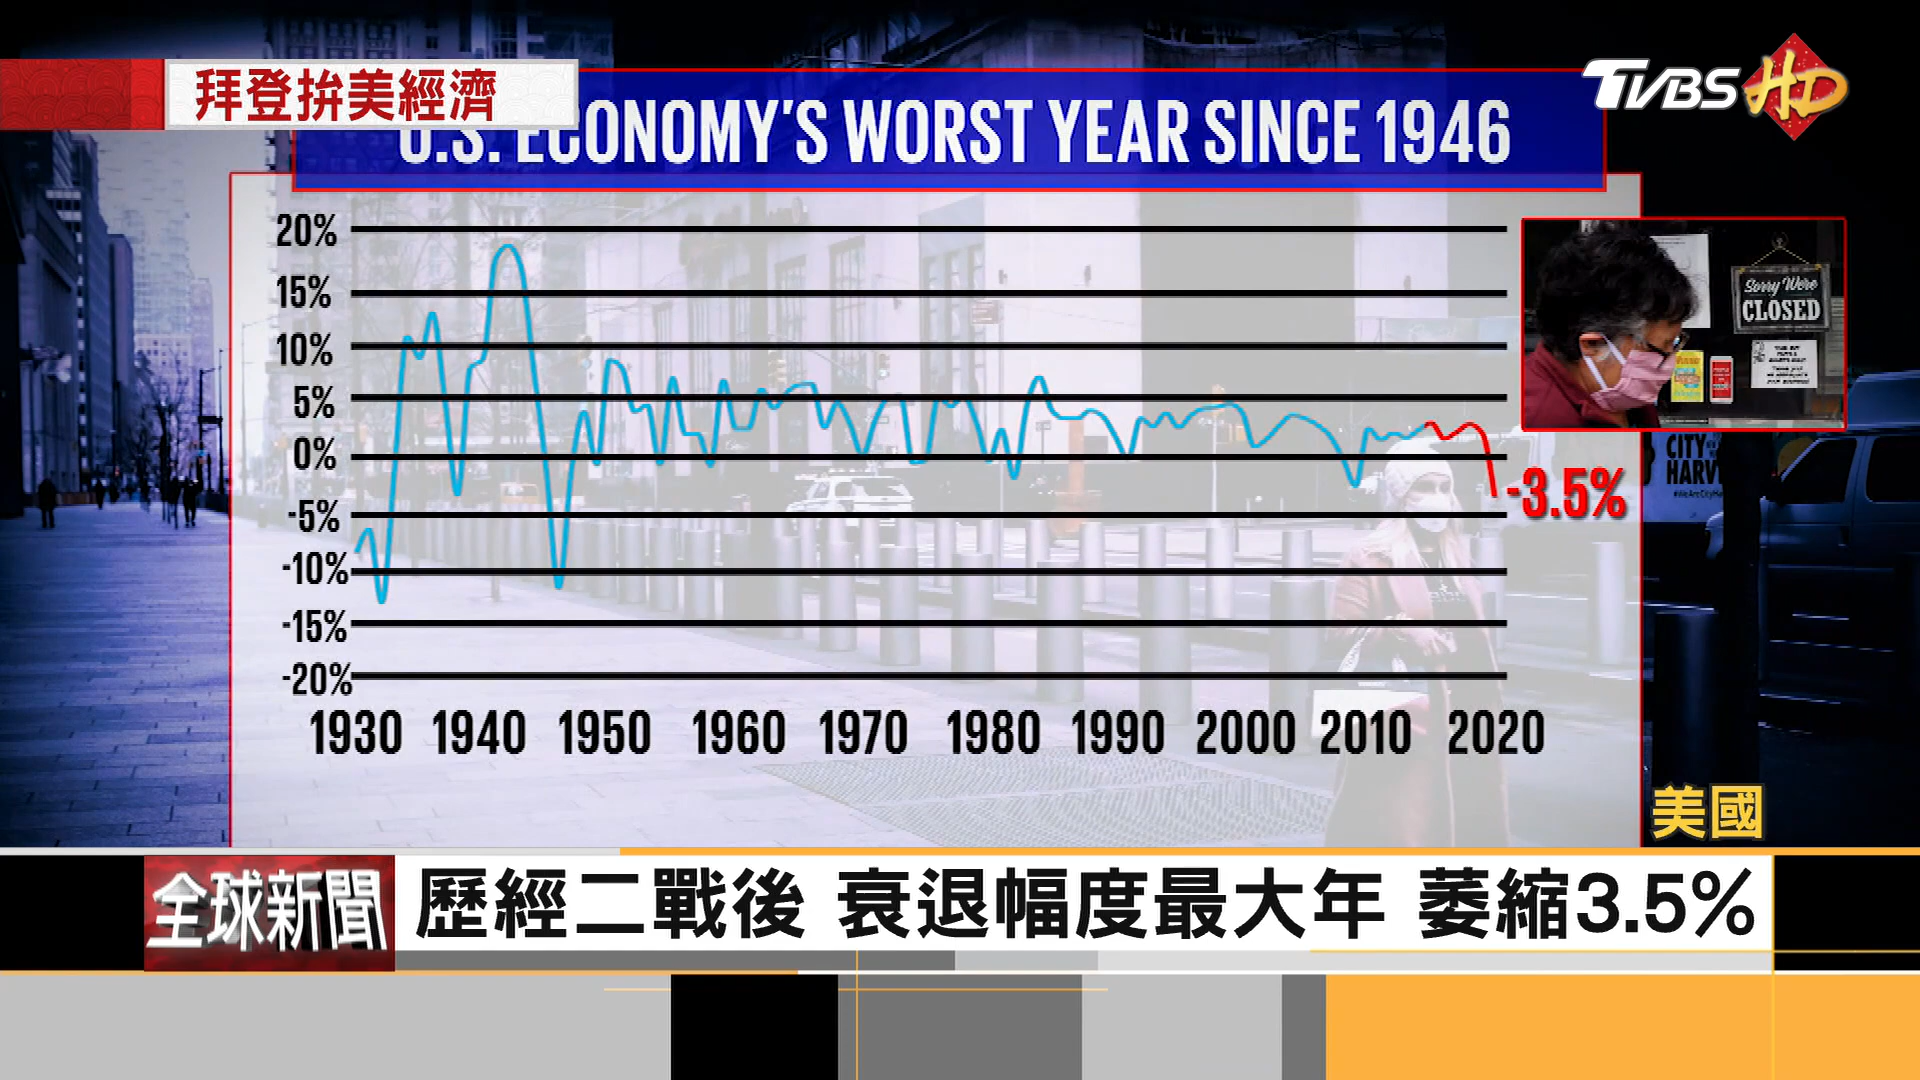 拜登拚美經濟
TVBS HD
U.S. ECONOMY'S WORST YEAR SINCE 1946
20%
15%
10%
5%
0%
-5%
-10%
-15%
-20%
-3.5%
1930 1940 1950 1960 1970 1980 1990 2000 2010 2020
Sorry We're
CLOSED
CITY
HARV
美國
全球新聞
歷經二戰後 衰退幅度最大年 萎縮3.5%